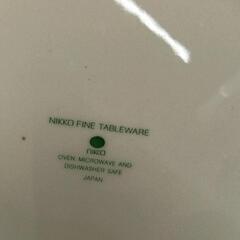 NIKKO FINE TABLEWARE
NIKKO
OVEN, MICROWAVE AND
DISHWASHER SAFE
JAPAN